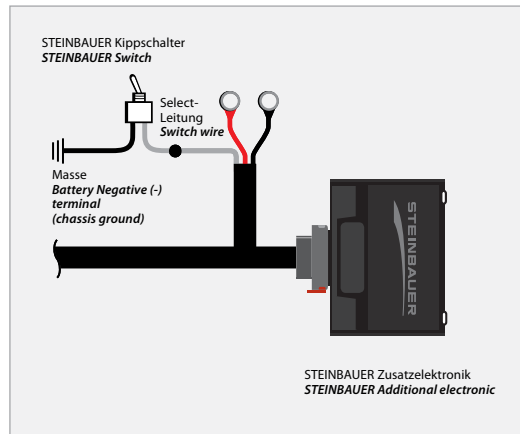 STEINBAUER Kippschalter
STEINBAUER Switch
Select-
Leitung
Switch wire
Masse
Battery Negative (-)
terminal
(chassis ground)
STEINBAUER
STEINBAUER Zusatzelektronik
STEINBAUER Additional electronic